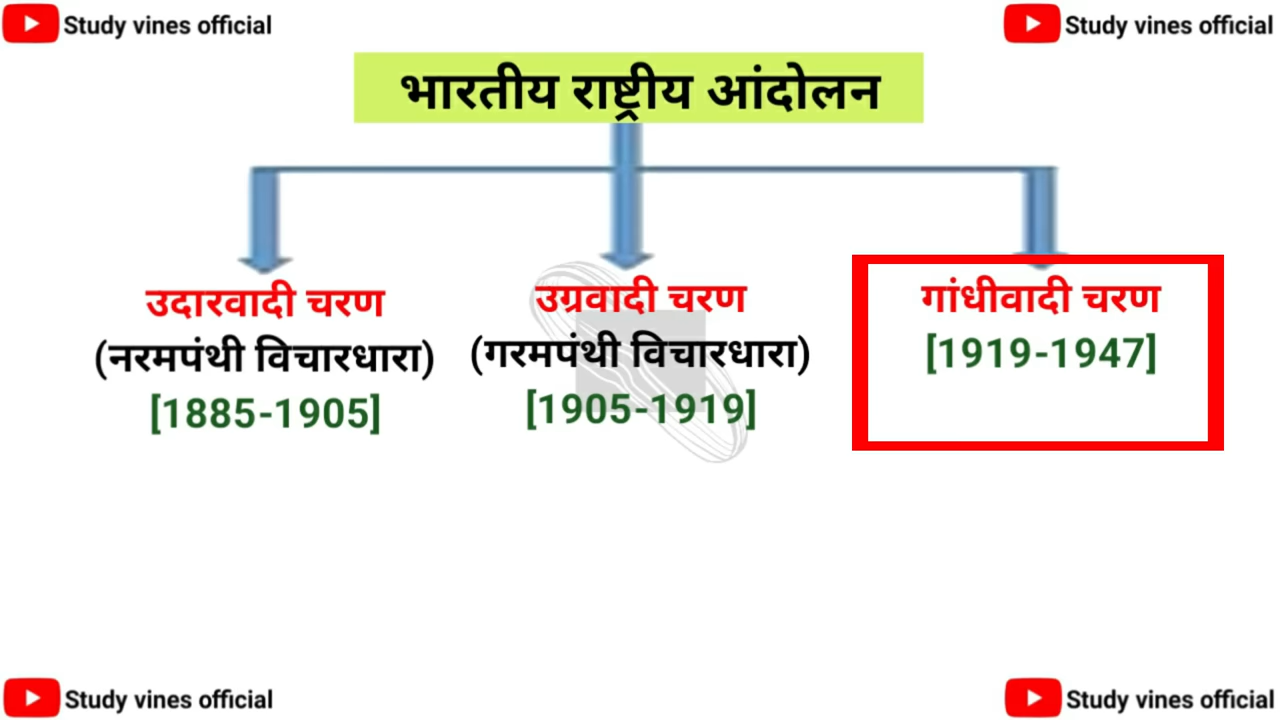 Study vines official
Study vines official
भारतीय राष्ट्रीय आंदोलन
उदारवादी चरण
(नरमपंथी विचारधारा)
[1885-1905]
उग्रवादी चरण
(गरमपंथी विचारधारा)
[1905-1919]
गांधीवादी चरण
[1919-1947]
Study vines official
Study vines official